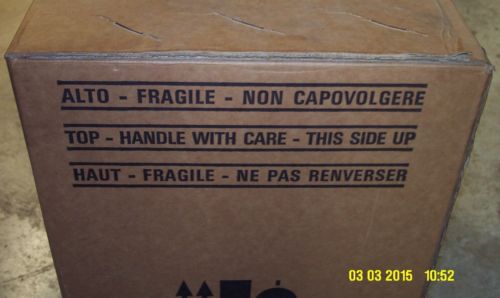 ALTO - FRAGILE - NON CAPOVOLGERE
TOP - HANDLE WITH CARE - THIS SIDE UP
HAUT - FRAGILE - NE PAS RENVERSER
03 03 2015 10:52